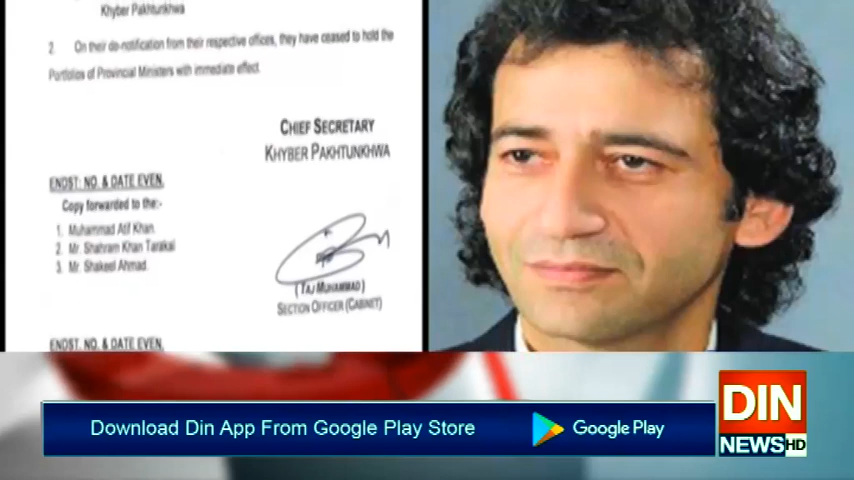 Khyber Pakhtunkhwa
2. On their de-notification from their respective offices, they have ceased to hold the
Portfolios of Provincial Ministers with immediate effect.
CHIEF SECRETARY
KHYBER PAKHTUNKHWA
ENDST: NO. & DATE EVEN.
Copy forwarded to the:-
1. Muhammad Atif Khan.
2. Mr. Shahram Khan Tarakai
3. Mr. Shakeel Ahmad.
(TAJ MUHAMMAD)
SECTION OFFICER (CABINET)
ENDST. NO. & DATE EVEN.
Download Din App From Google Play Store
Google Play
DIN
NEWS HD